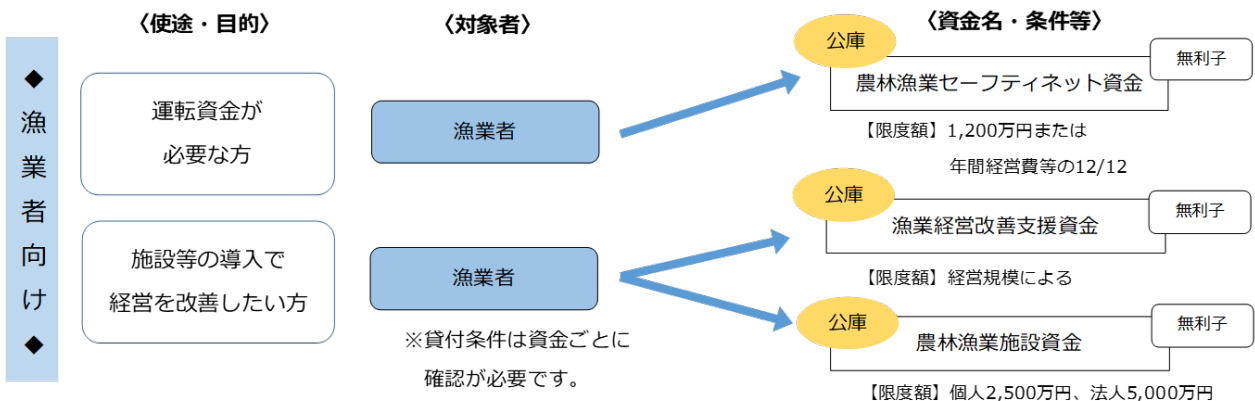 〈使途・目的〉
〈対象者〉
〈資金名・条件等〉
◆漁業者向け◆
運転資金が
必要な方
漁業者
公庫
無利子
農林漁業セーフティネット資金
【限度額】1,200万円または
年間経営費等の12/12
施設等の導入で
経営を改善したい方
漁業者
※貸付条件は資金ごとに
確認が必要です。
公庫
無利子
漁業経営改善支援資金
【限度額】経営規模による
公庫
無利子
農林漁業施設資金
【限度額】個人2,500万円、法人5,000万円